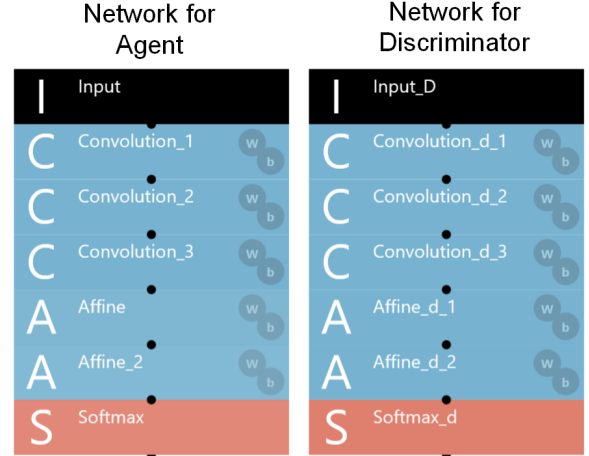 Network for
Agent
I Input
C Convolution_1 W b
C Convolution_2 W b
C Convolution_3 W b
A Affine W b
A Affine_2 W b
S Softmax
Network for
Discriminator
I Input_D
C Convolution_d_1 W b
C Convolution_d_2 W b
C Convolution_d_3 W b
A Affine_d_1 W b
A Affine_d_2 W b
S Softmax_d